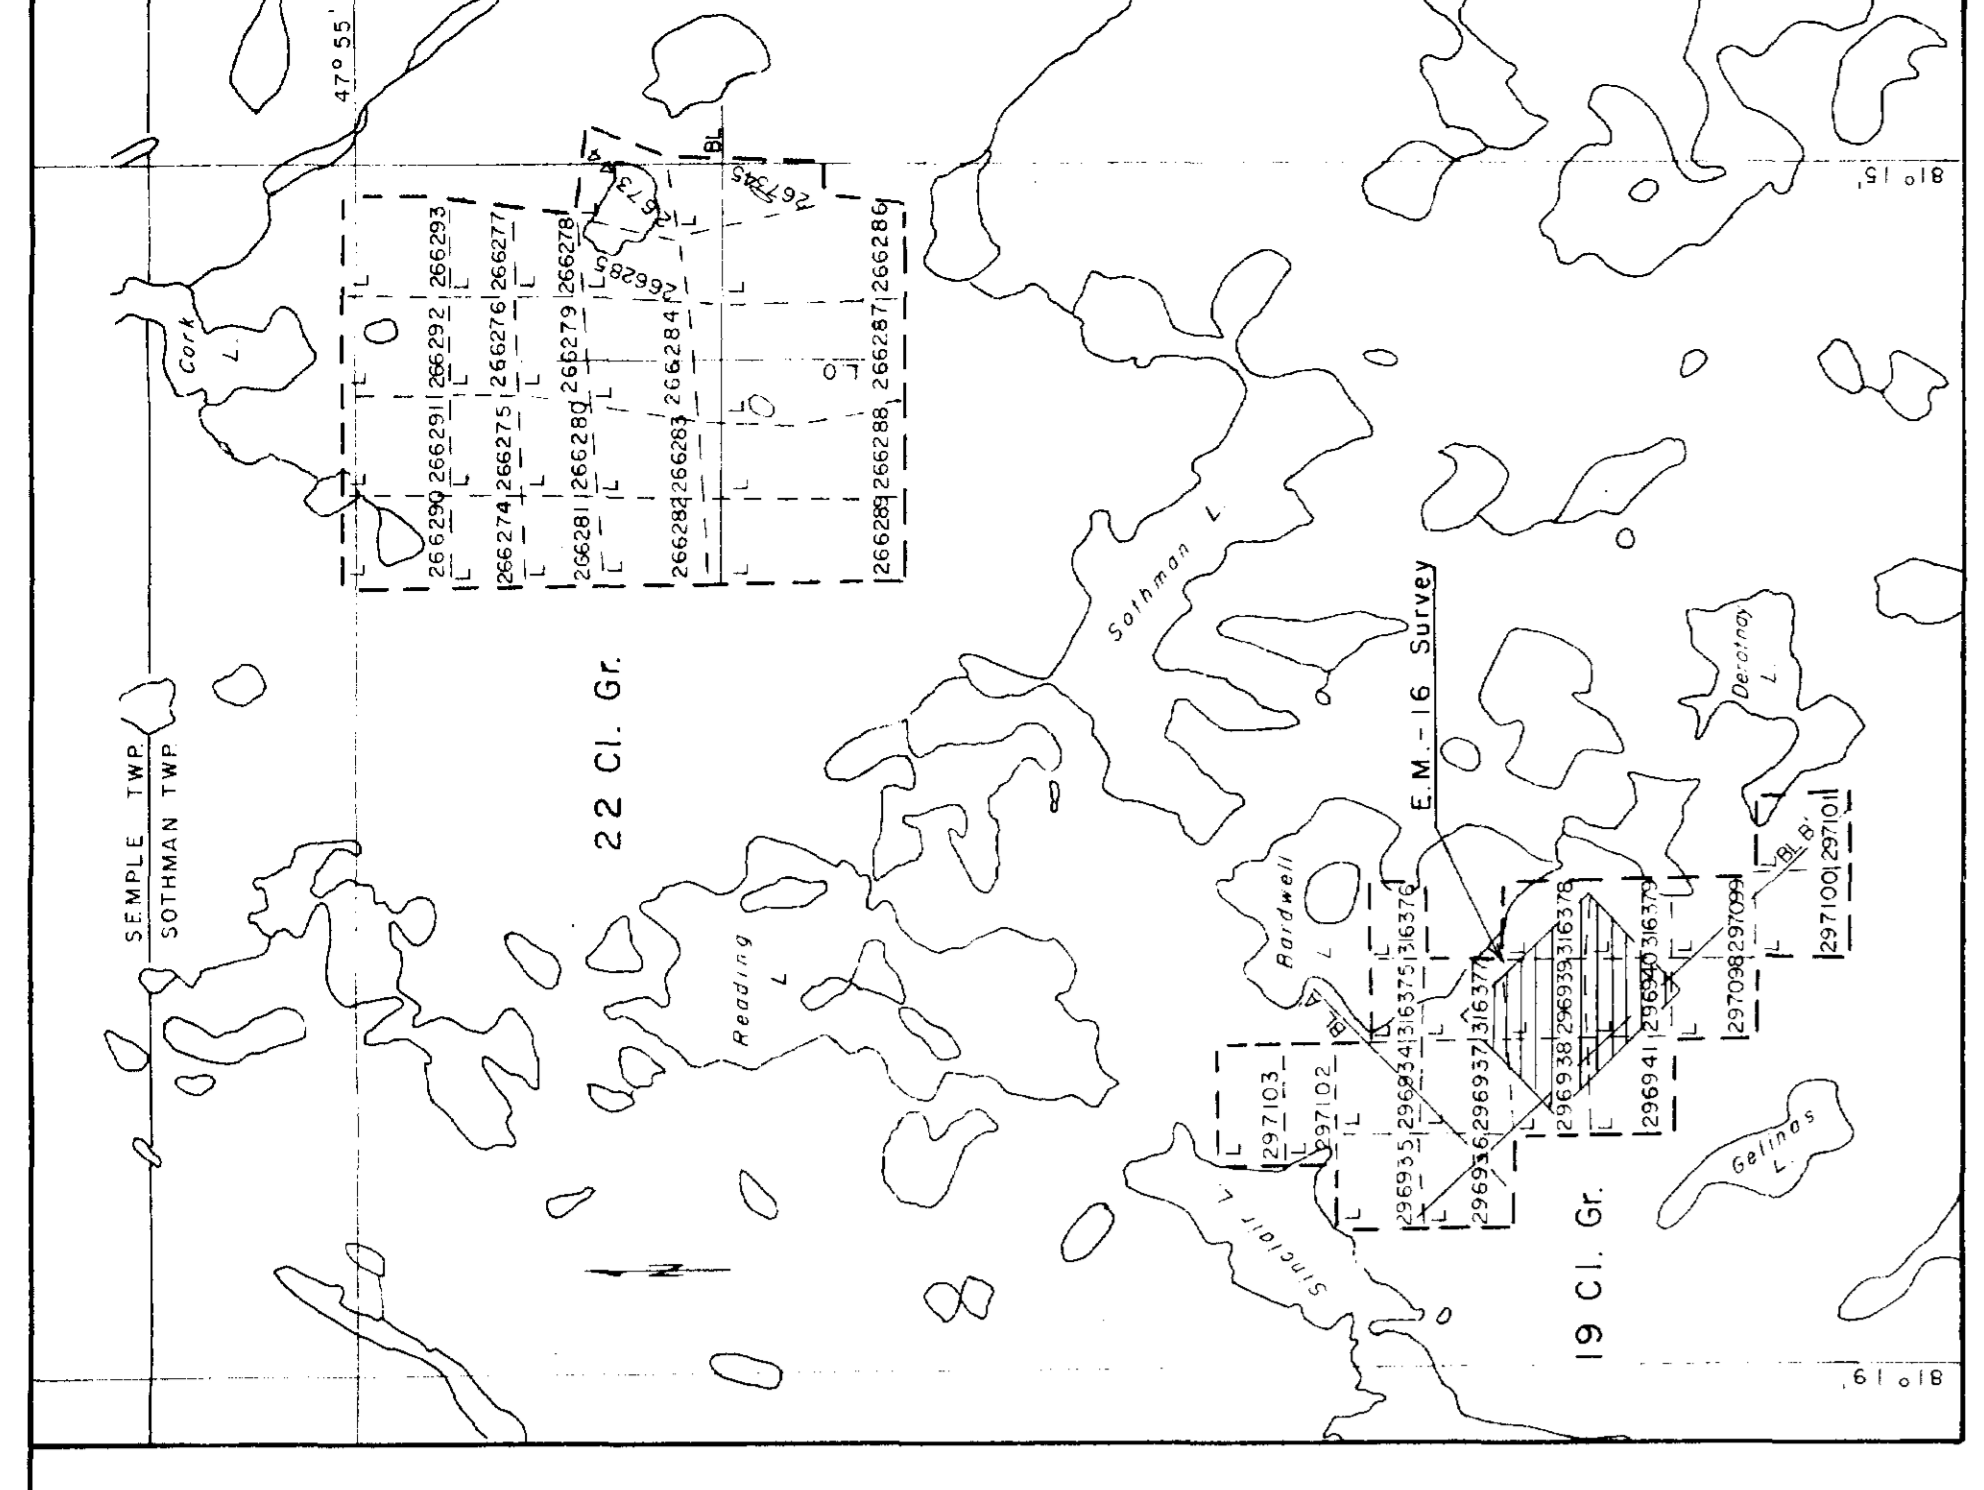 SEMPLE TWP.
SOTHMAN TWP.
47° 55'
Cork
L.
266290 266291 266292 266293
266274 266275 266276 266277
266281 266280 266279 266278
266285
266282 266283 266284
BL
267345
266289 266288 266287 266286
22 Cl. Gr.
Reading
L
Sothman L.
N
Sinclair L.
Bardwell
L
E.M.-16 Survey
297103
297102
BL A
296935 296934 316375 316376
296936 296937 316377
296938 296939 316378
296941 296940 316379
297098 297099
BL B'
297100 297101
Derotnay
L.
Gelinas
L.
19 Cl. Gr.
81° 19'
81° 15'